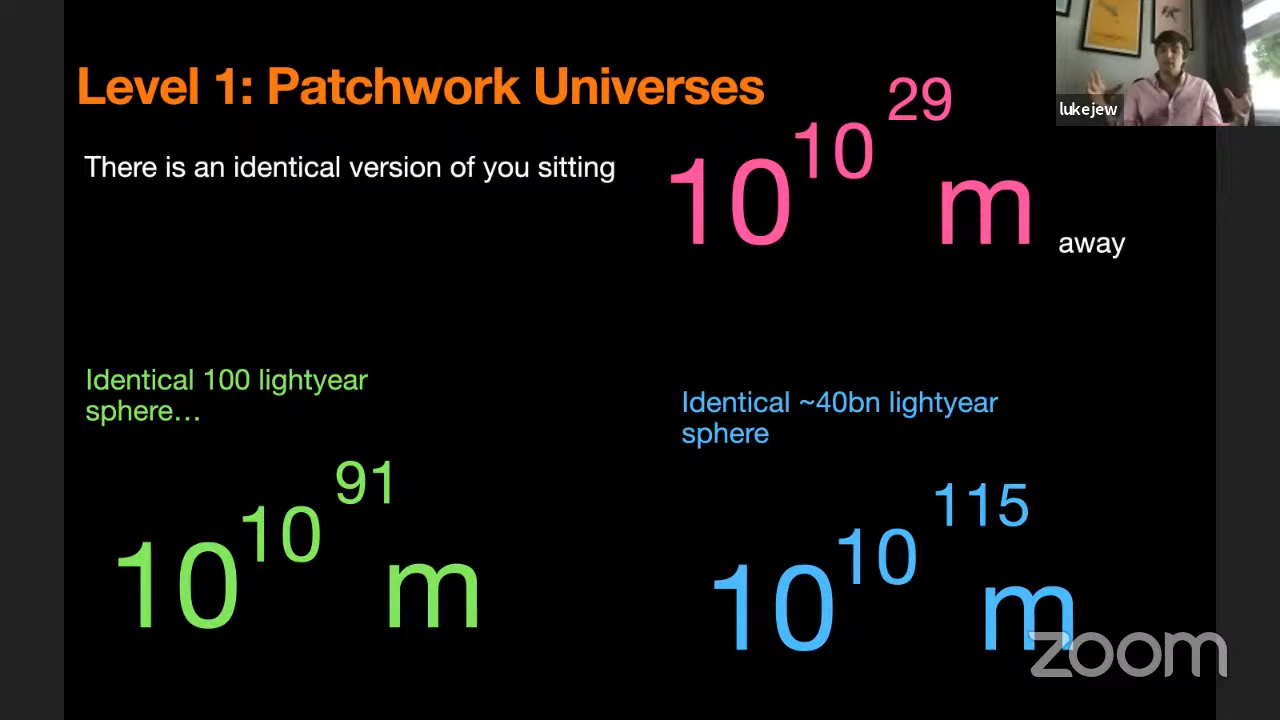 Level 1: Patchwork Universes
lukejew
There is an identical version of you sitting
10^10^29 m
away
Identical 100 lightyear
sphere…
10^10^91 m
Identical ~40bn lightyear
sphere
10^10^115 m
zoom